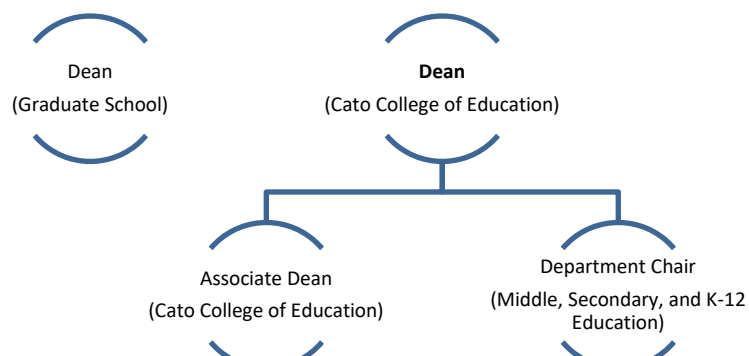 Dean
(Graduate School)
Dean
(Cato College of Education)
Associate Dean
(Cato College of Education)
Department Chair
(Middle, Secondary, and K-12
Education)